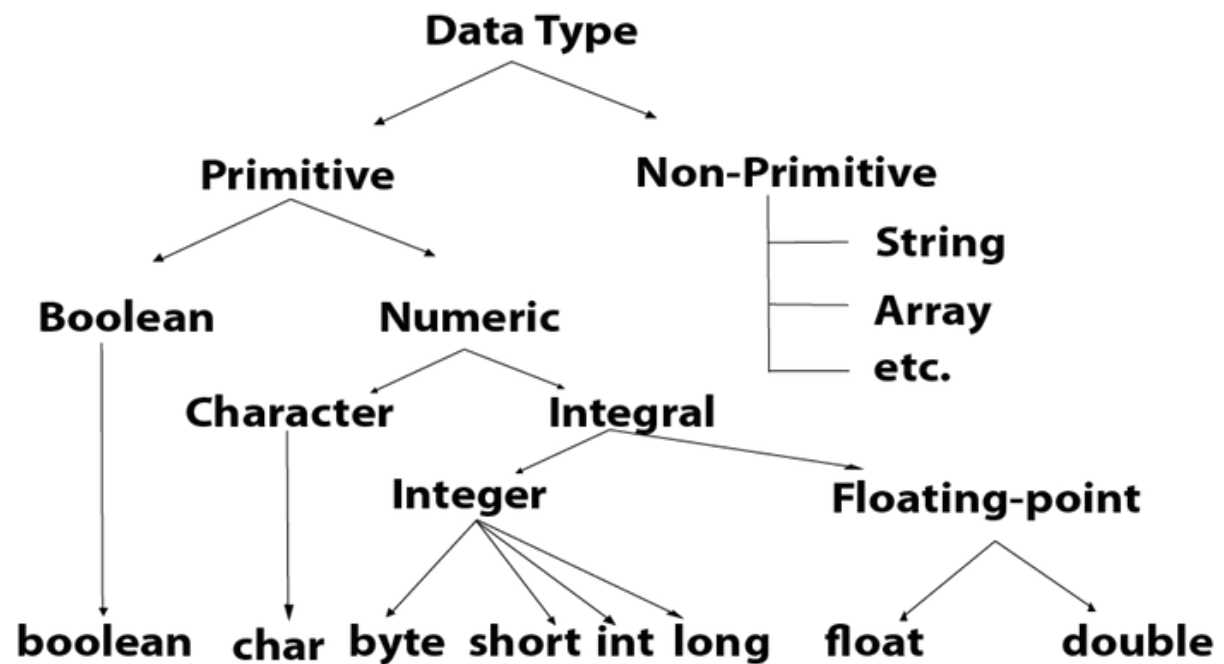 Data Type
Primitive
Non-Primitive
String
Array
etc.
Boolean
Numeric
Character
Integral
Integer
Floating-point
boolean
char
byte
short
int
long
float
double